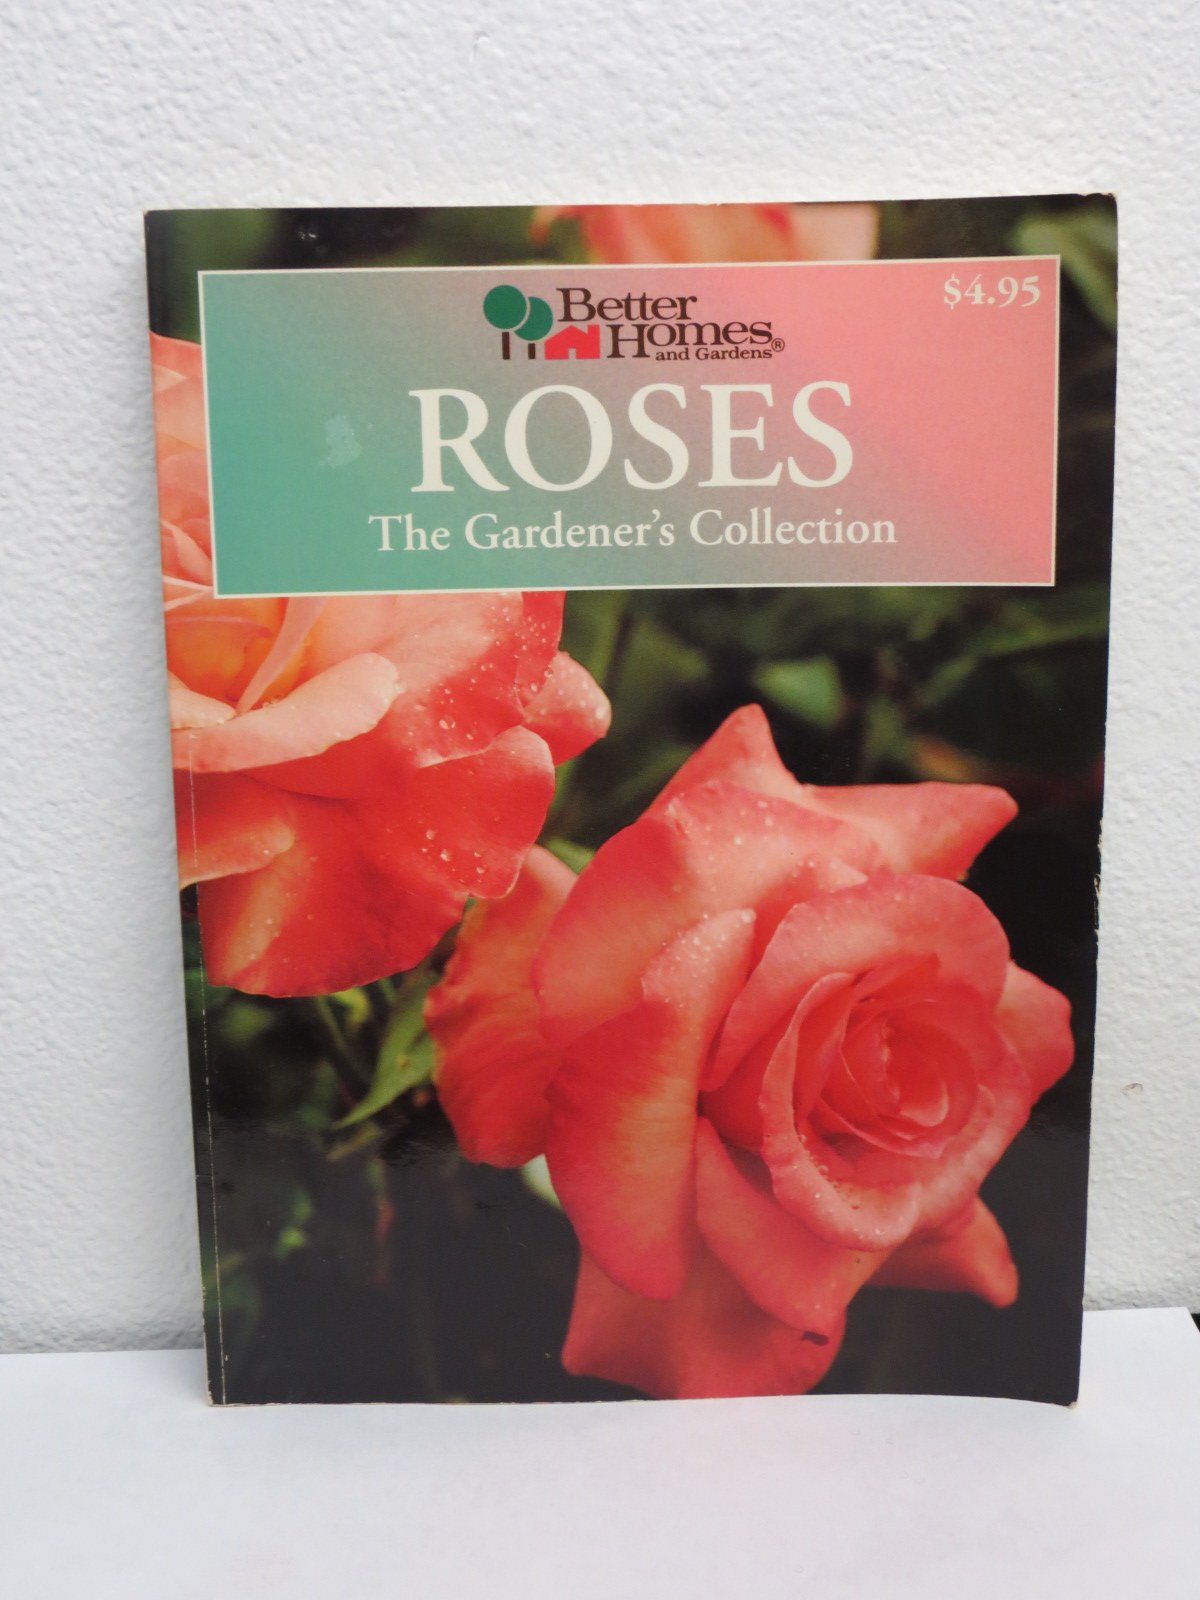 $4.95
Better
Homes
and Gardens®
ROSES
The Gardener's Collection